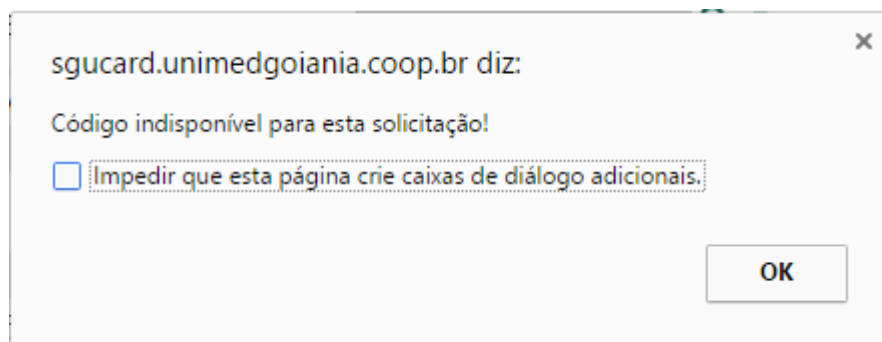 sgucard.unimedgoiania.coop.br diz:
Código indisponível para esta solicitação!
Impedir que esta página crie caixas de diálogo adicionais.
OK